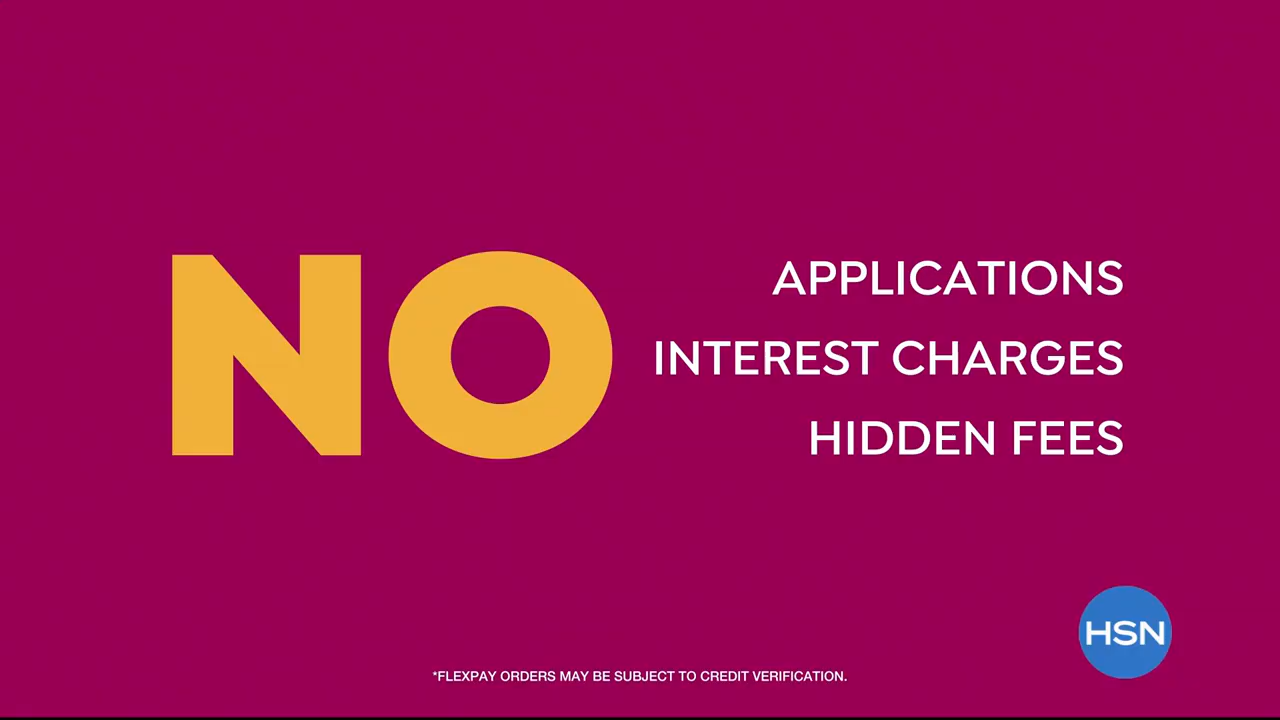 NO
APPLICATIONS
INTEREST CHARGES
HIDDEN FEES
HSN
*FLEXPAY ORDERS MAY BE SUBJECT TO CREDIT VERIFICATION.